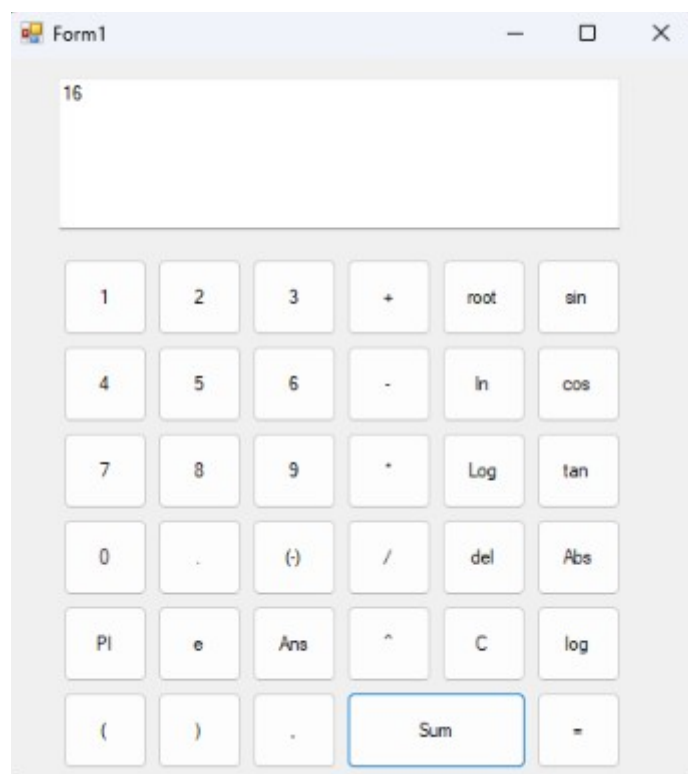 Form1
16
1 2 3 + root sin
4 5 6 - ln cos
7 8 9 * Log tan
0 . (-) / del Abs
PI e Ans ^ C log
( ) , Sum =